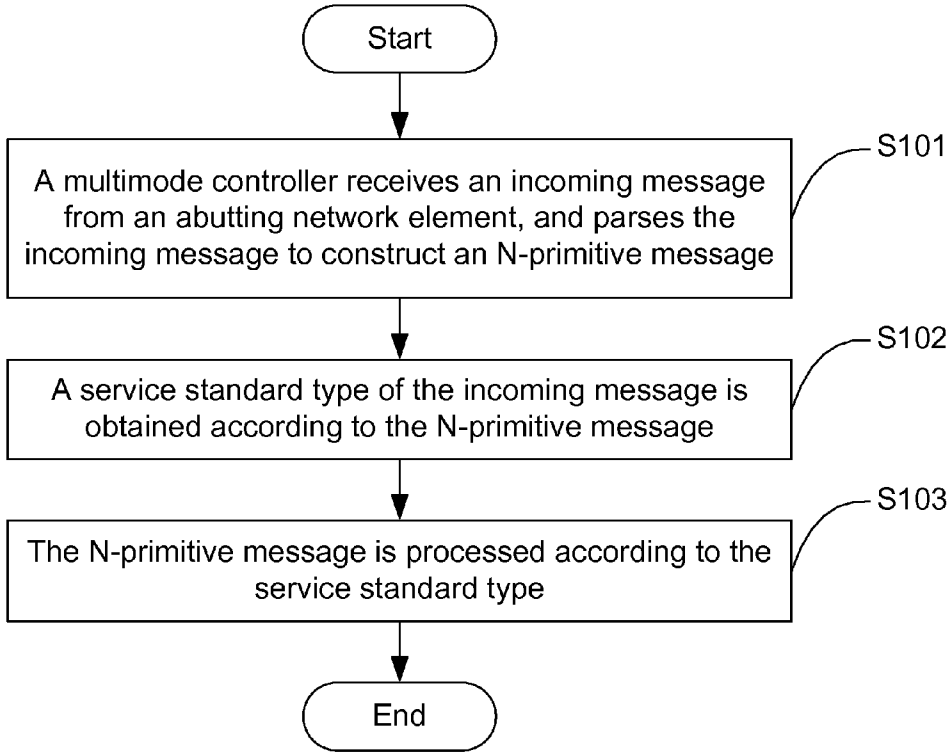 Start
S101
A multimode controller receives an incoming message
from an abutting network element, and parses the
incoming message to construct an N-primitive message
S102
A service standard type of the incoming message is
obtained according to the N-primitive message
S103
The N-primitive message is processed according to the
service standard type
End